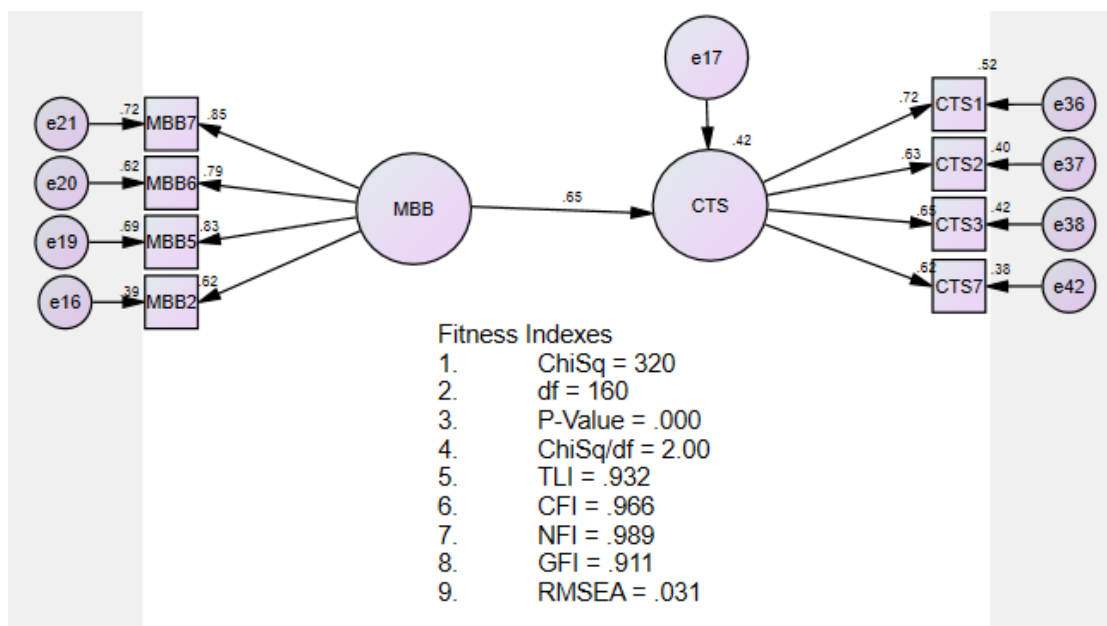 e17
.52
.72 MBB7 .85
e21
.72 CTS1
e36
.42
.62 MBB6 .79
e20
.63 CTS2 .40
e37
MBB
.65
CTS
.69 MBB5 .83
e19
.65 CTS3 .42
e38
.39 MBB2 .62
e16
.62 CTS7 .38
e42
Fitness Indexes
1. ChiSq = 320
2. df = 160
3. P-Value = .000
4. ChiSq/df = 2.00
5. TLI = .932
6. CFI = .966
7. NFI = .989
8. GFI = .911
9. RMSEA = .031